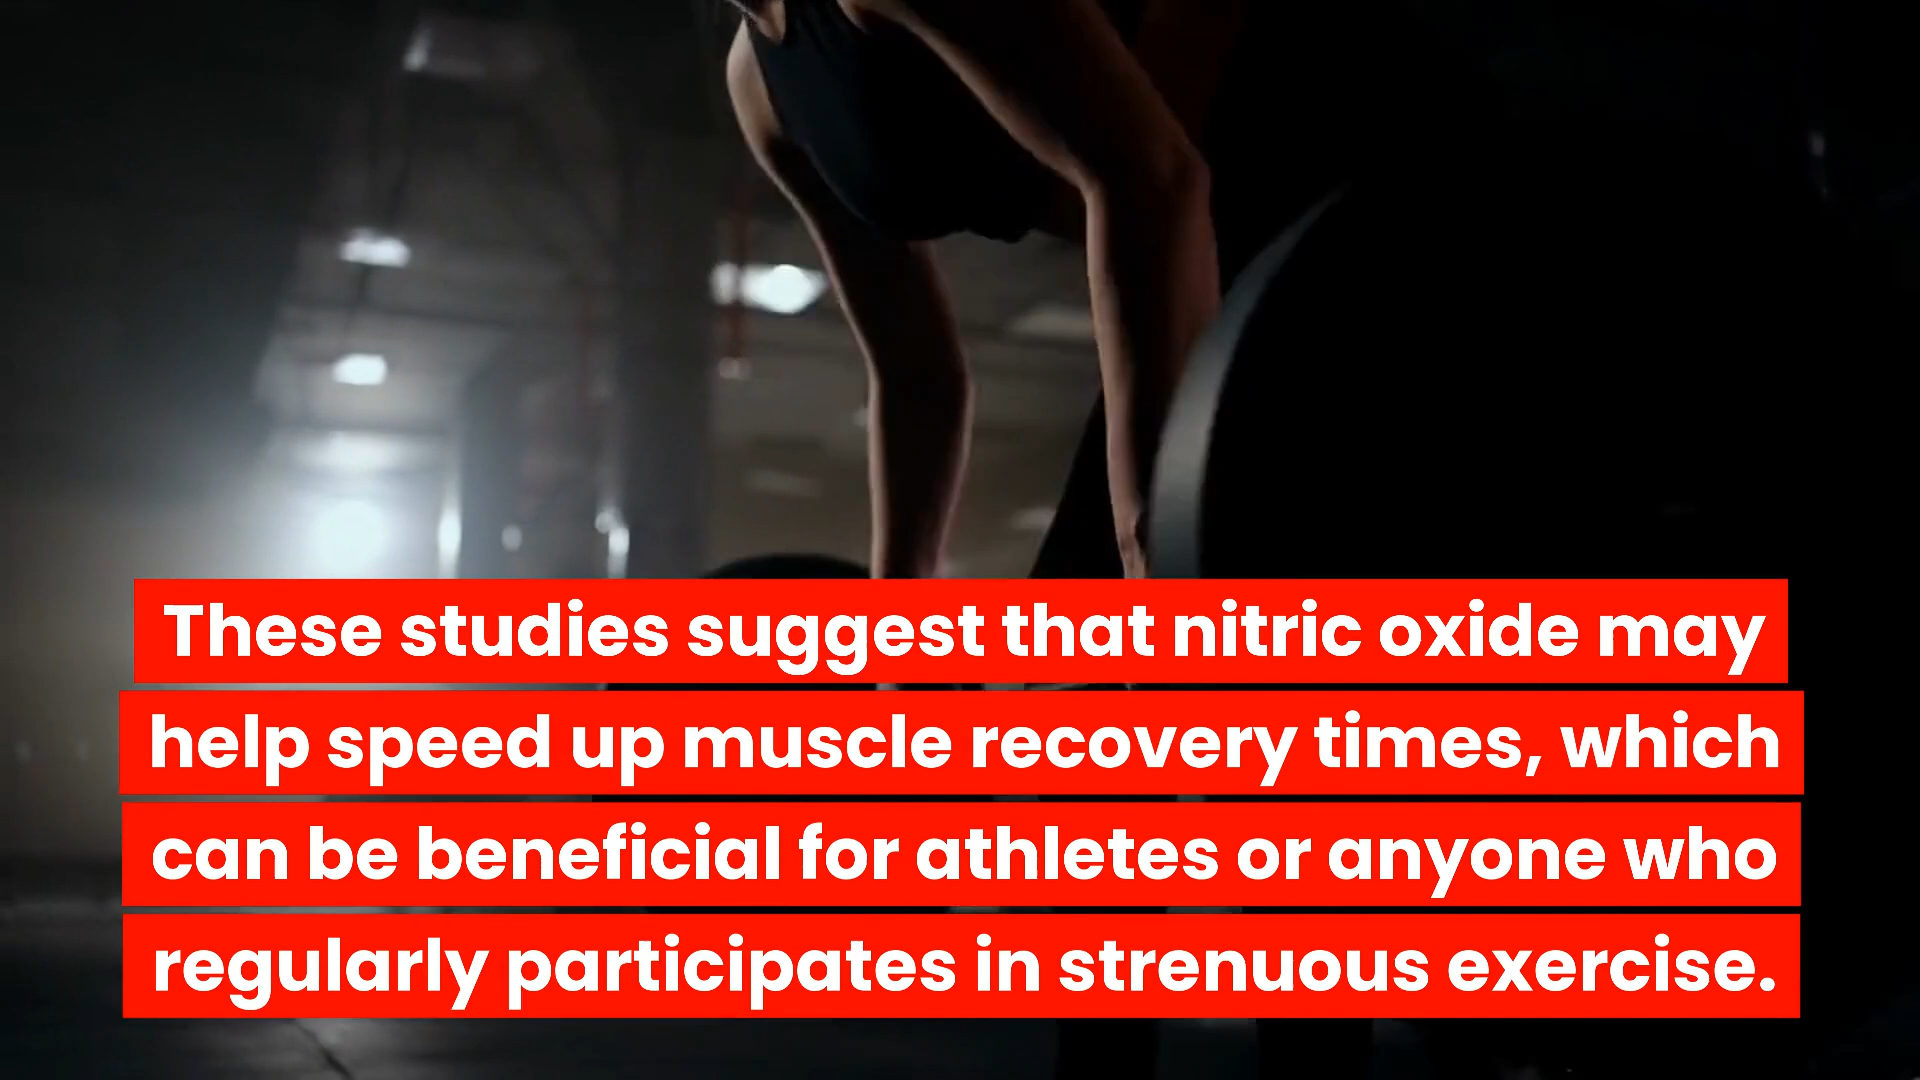 These studies suggest that nitric oxide may
help speed up muscle recovery times, which
can be beneficial for athletes or anyone who
regularly participates in strenuous exercise.